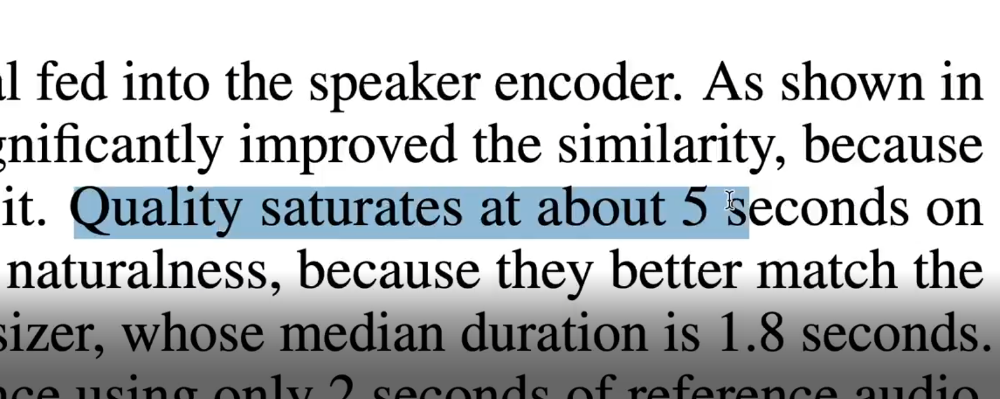 al fed into the speaker encoder. As shown in
gnificantly improved the similarity, because
it. Quality saturates at about 5 seconds on
naturalness, because they better match the
sizer, whose median duration is 1.8 seconds.
nce using only 2 seconds of reference audio